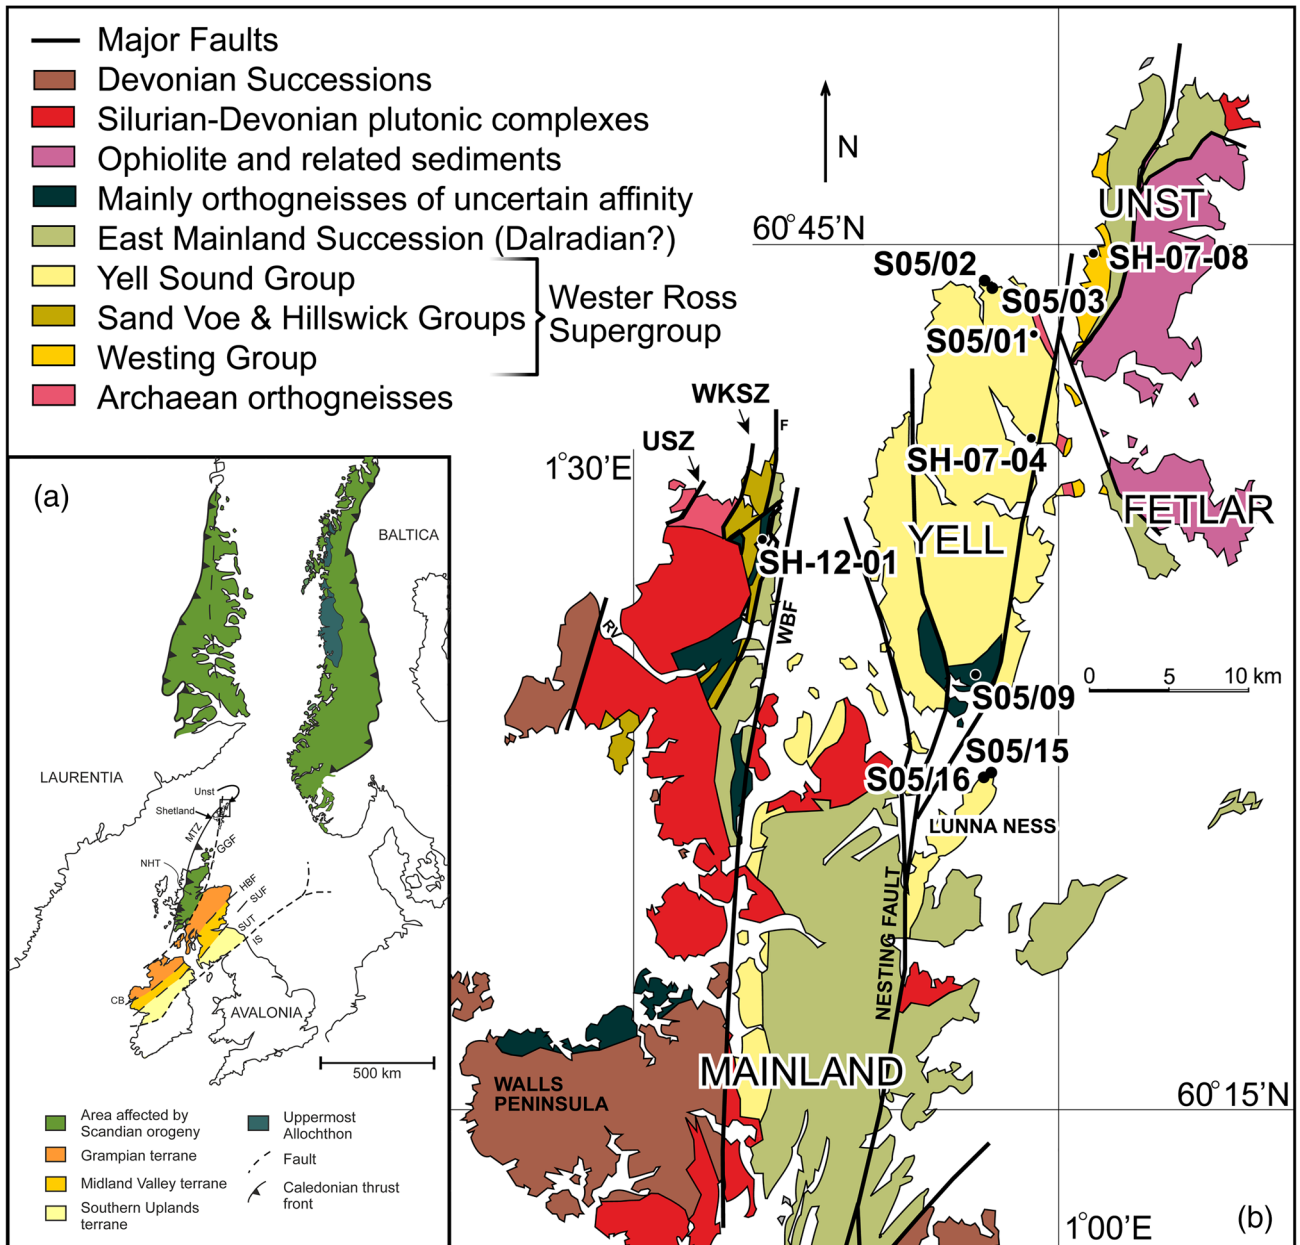 Major Faults
Devonian Successions
Silurian-Devonian plutonic complexes
Ophiolite and related sediments
Mainly orthogneisses of uncertain affinity
East Mainland Succession (Dalradian?)
Yell Sound Group
Sand Voe & Hillswick Groups
Westing Group
Wester Ross
Supergroup
Archaean orthogneisses
N
60°45'N
UNST
SH-07-08
S05/02
S05/03
S05/01
WKSZ
F
USZ
1°30'E
SH-07-04
FETLAR
YELL
SH-12-01
WBF
RV
0 5 10 km
S05/09
S05/15
S05/16
LUNNA NESS
NESTING FAULT
MAINLAND
WALLS
PENINSULA
60°15'N
1°00'E
(b)
(a)
BALTICA
LAURENTIA
Unst
Shetland
MTZ
GGF
NHT
HBF
SUF
SUT
IS
CB
AVALONIA
500 km
Area affected by
Scandian orogeny
Grampian terrane
Midland Valley terrane
Southern Uplands
terrane
Uppermost
Allochthon
Fault
Caledonian thrust
front